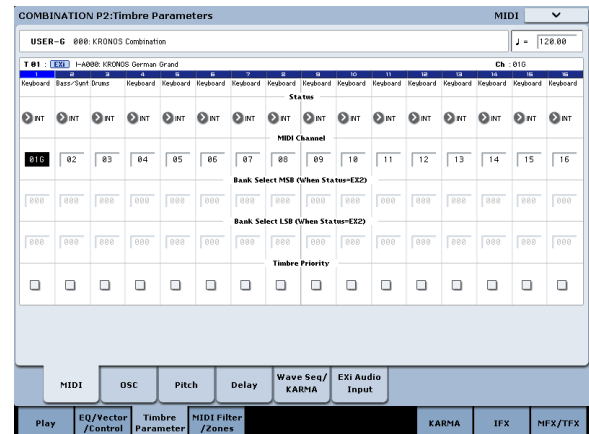 COMBINATION P2:Timbre Parameters MIDI
USER-G 000: KRONOS Combination ♩ = 120.00
T 01 : EXi I-A000: KRONOS German Grand Ch : 01G
1 2 3 4 5 6 7 8 9 10 11 12 13 14 15 16
Keyboard Bass/Synt Drums Keyboard Keyboard Keyboard Keyboard Keyboard Keyboard Keyboard Keyboard Keyboard Keyboard Keyboard Keyboard Keyboard
Status
INT INT INT INT INT INT INT INT INT INT INT INT INT INT INT INT
MIDI Channel
01G 02 03 04 05 06 07 08 09 10 11 12 13 14 15 16
Bank Select MSB (When Status=EX2)
000 000 000 000 000 000 000 000 000 000 000 000 000 000 000 000
Bank Select LSB (When Status=EX2)
000 000 000 000 000 000 000 000 000 000 000 000 000 000 000 000
Timbre Priority
MIDI OSC Pitch Delay Wave Seq/ KARMA EXi Audio Input
Play EQ/Vector /Control Timbre Parameter MIDI Filter /Zones KARMA IFX MFX/TFX